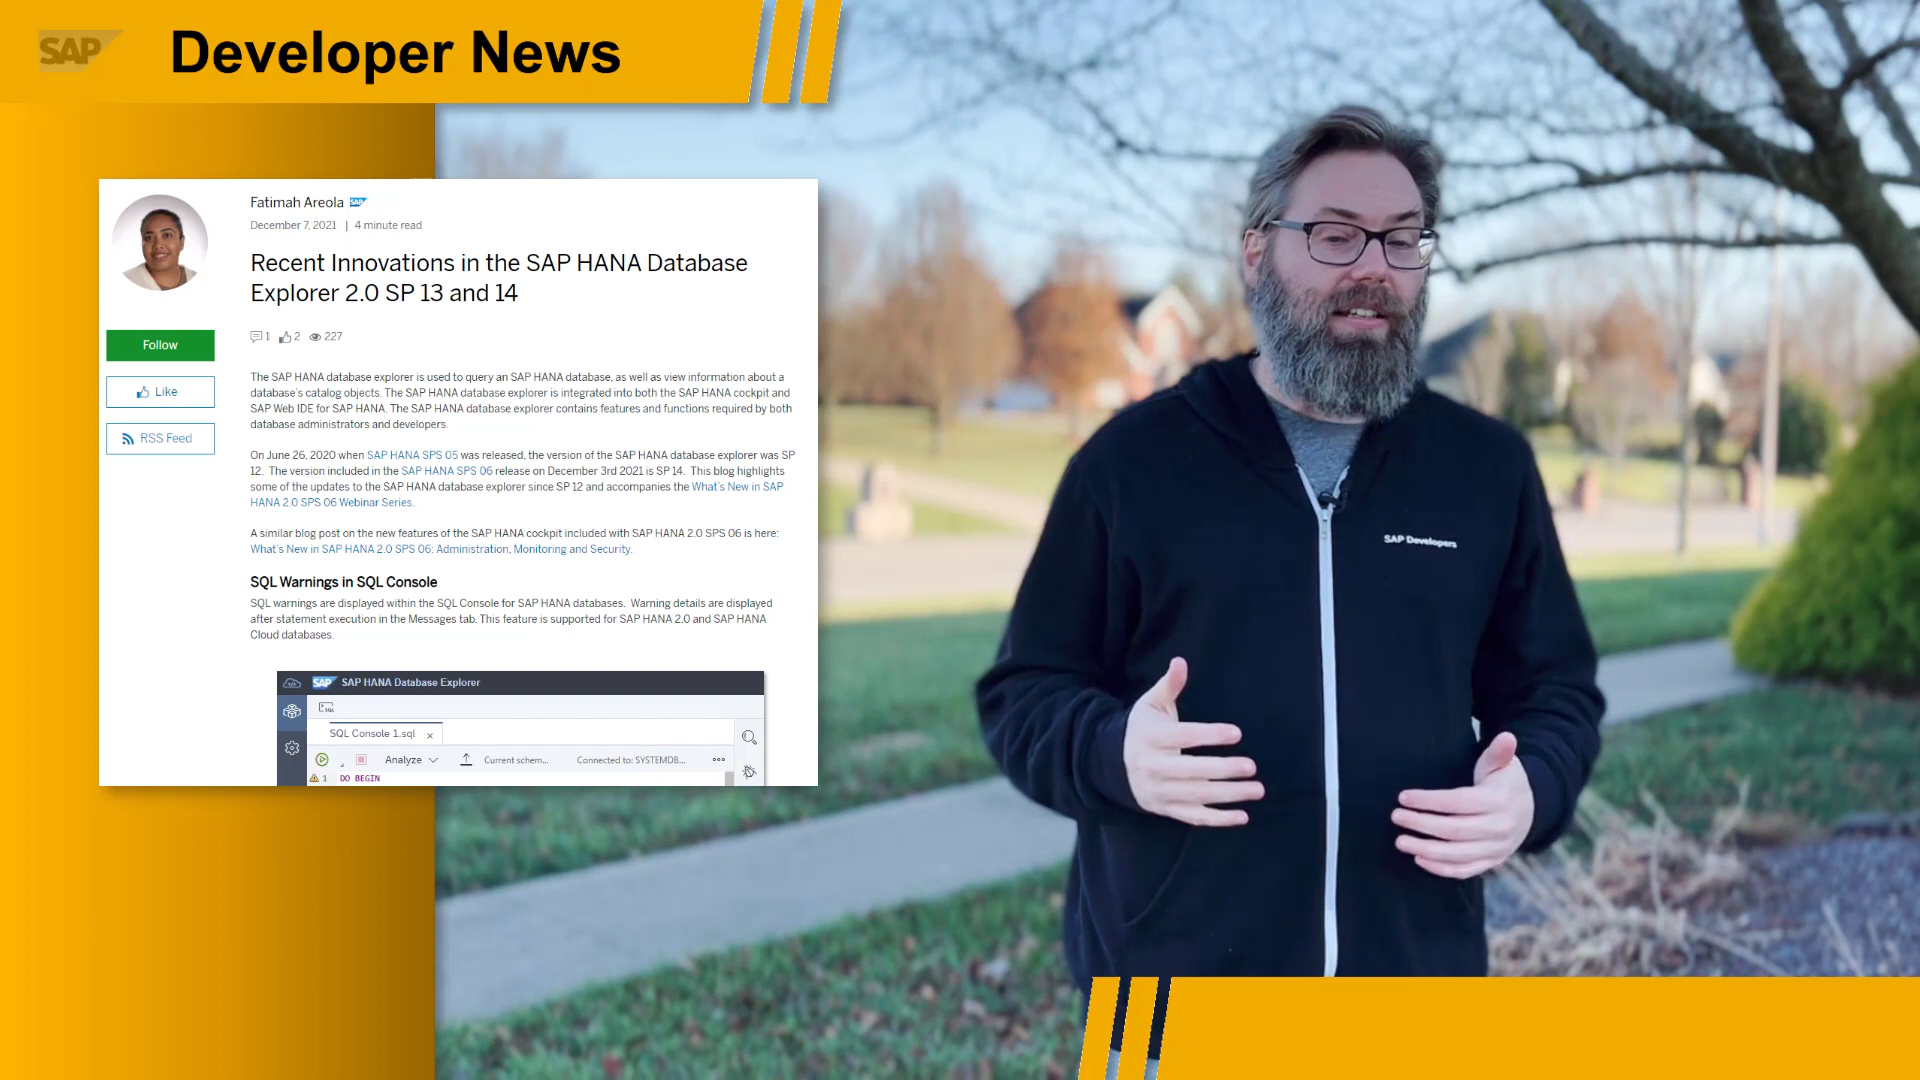 SAP
Developer News
Fatimah Areola SAP
December 7, 2021 | 4 minute read
Recent Innovations in the SAP HANA Database
Explorer 2.0 SP 13 and 14
1 2 227
Follow
Like
RSS Feed
The SAP HANA database explorer is used to query an SAP HANA database, as well as view information about a
database's catalog objects. The SAP HANA database explorer is integrated into both the SAP HANA cockpit and
SAP Web IDE for SAP HANA. The SAP HANA database explorer contains features and functions required by both
database administrators and developers.
On June 26, 2020 when SAP HANA SPS 05 was released, the version of the SAP HANA database explorer was SP
12. The version included in the SAP HANA SPS 06 release on December 3rd 2021 is SP 14. This blog highlights
some of the updates to the SAP HANA database explorer since SP 12 and accompanies the What's New in SAP
HANA 2.0 SPS 06 Webinar Series.
A similar blog post on the new features of the SAP HANA cockpit included with SAP HANA 2.0 SPS 06 is here:
What's New in SAP HANA 2.0 SPS 06: Administration, Monitoring and Security.
SQL Warnings in SQL Console
SQL warnings are displayed within the SQL Console for SAP HANA databases. Warning details are displayed
after statement execution in the Messages tab. This feature is supported for SAP HANA 2.0 and SAP HANA
Cloud databases.
SAP SAP HANA Database Explorer
SQL Console 1.sql x
Analyze Current schem... Connected to: SYSTEMDB... •••
1 DO BEGIN
SAP Developers